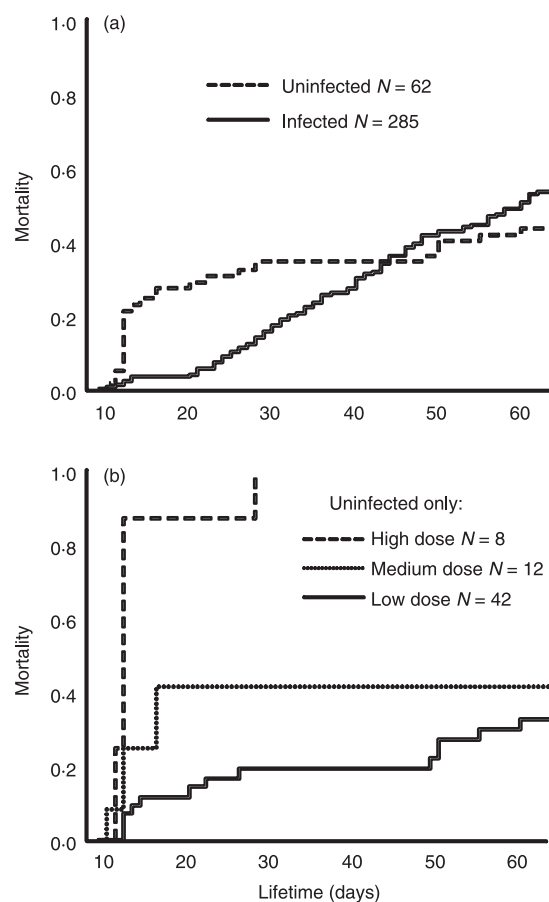 (a)
1·0
0·8
0·6
0·4
0·2
0·0
Mortality
Uninfected N = 62
Infected N = 285
10 20 30 40 50 60
(b)
1·0
0·8
0·6
0·4
0·2
0·0
Mortality
Uninfected only:
High dose N = 8
Medium dose N = 12
Low dose N = 42
10 20 30 40 50 60
Lifetime (days)